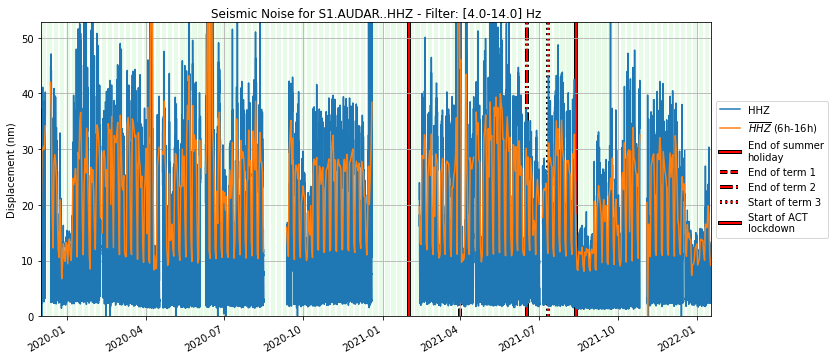 Seismic Noise for S1.AUDAR..HHZ - Filter: [4.0-14.0] Hz
Displacement (nm)
50
40
30
20
10
0
2020-01
2020-04
2020-07
2020-10
2021-01
2021-04
2021-07
2021-10
2022-01
HHZ
HHZ (6h-16h)
End of summer
holiday
End of term 1
End of term 2
Start of term 3
Start of ACT
lockdown